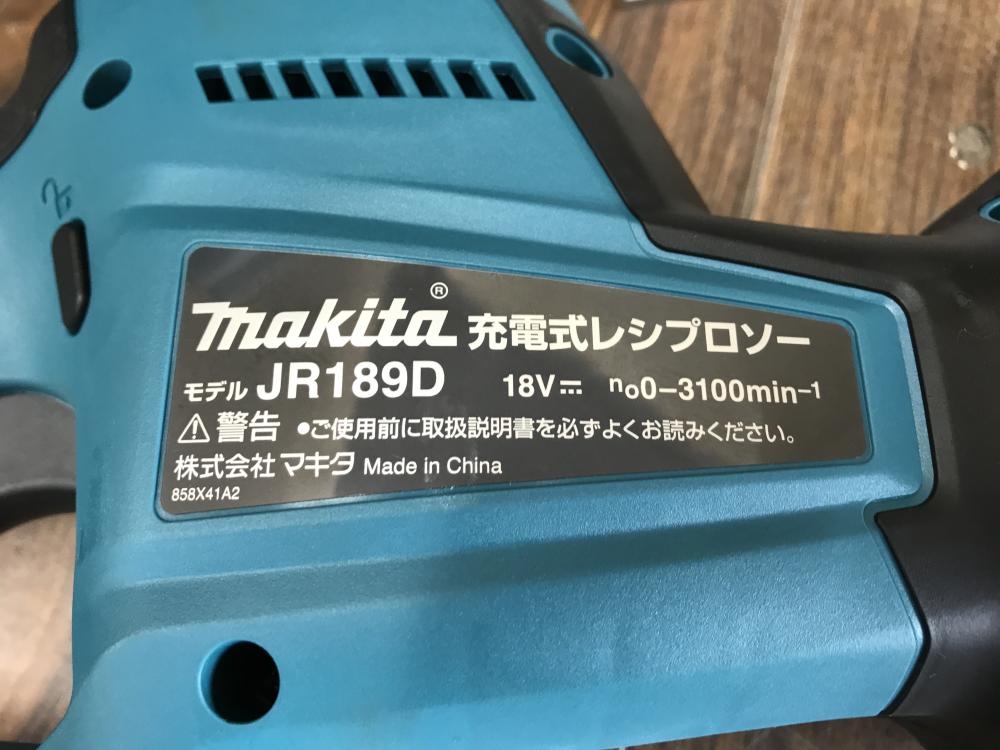 makita® 充電式レシプロソー
モデル JR189D 18V⎓ n₀0-3100min⁻¹
⚠警告 ●ご使用前に取扱説明書を必ずよくお読みください。
株式会社 マキタ Made in China
858X41A2